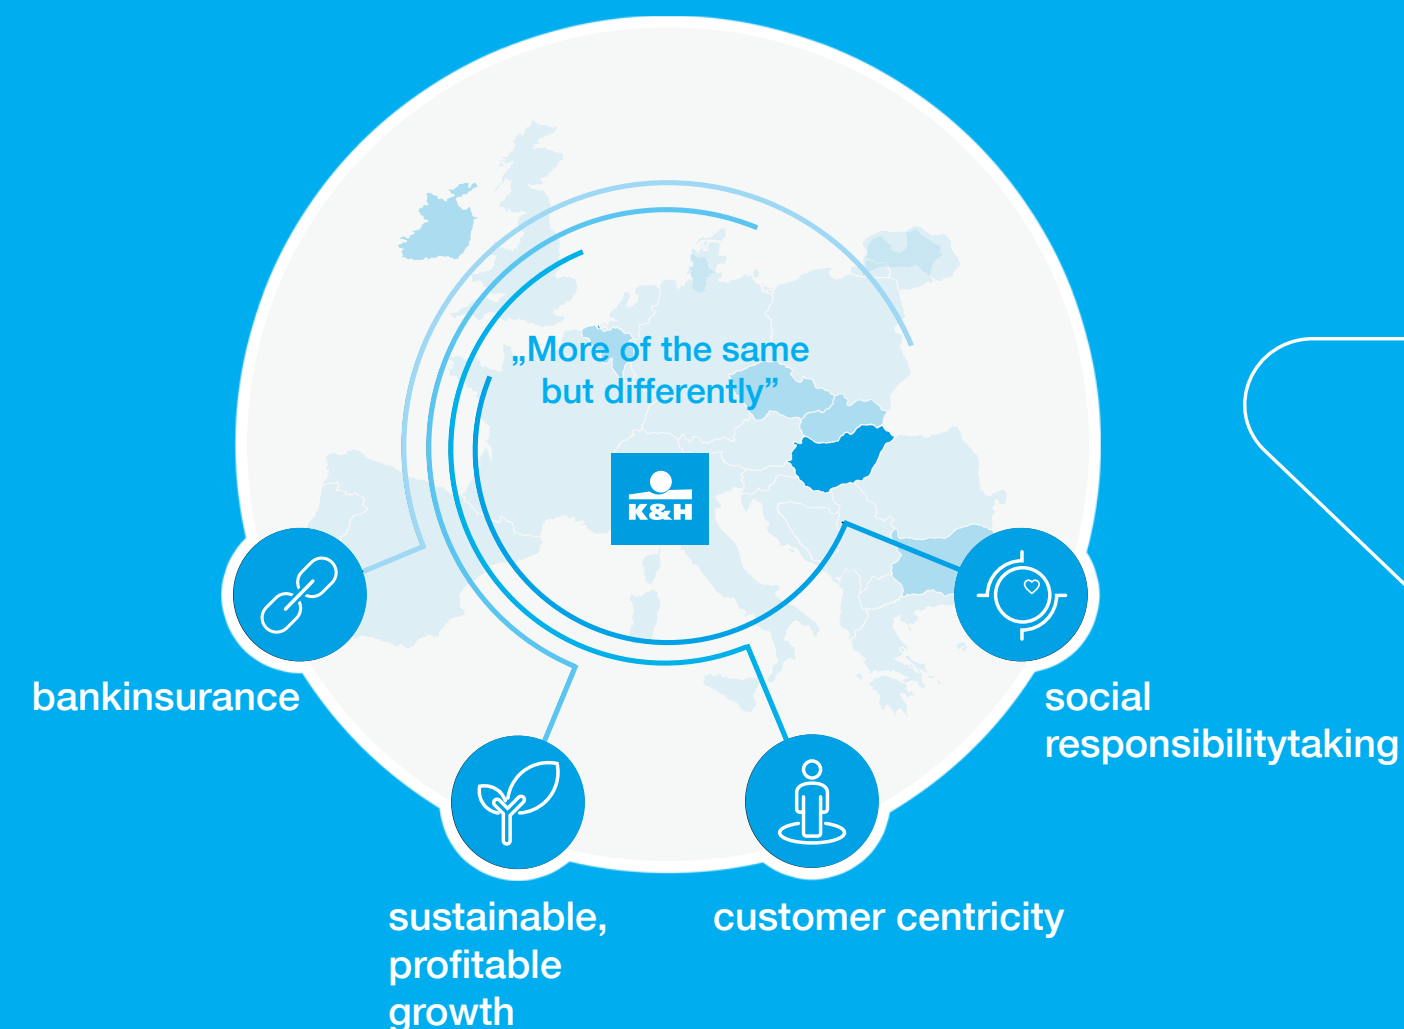 „More of the same
but differently”
K&H
bankinsurance
social
responsibilitytaking
sustainable,
profitable
growth
customer centricity